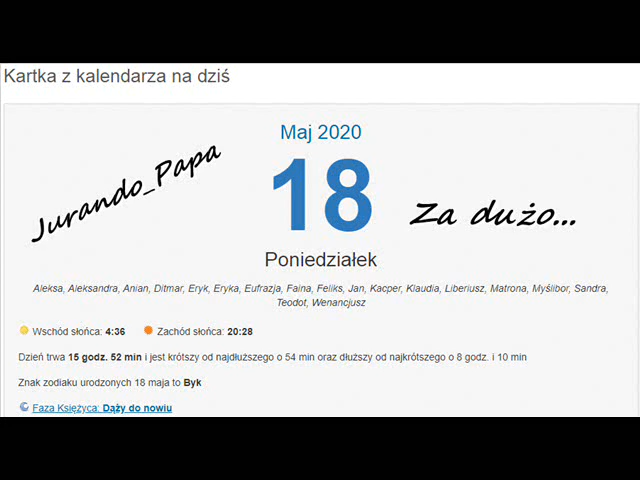 Kartka z kalendarza na dziś
Maj 2020
Jurando_Papa
18
Za dużo...
Poniedziałek
Aleksa, Aleksandra, Anian, Ditmar, Eryk, Eryka, Eufrazja, Faina, Feliks, Jan, Kacper, Klaudia, Liberiusz, Matrona, Myślibor, Sandra,
Teodot, Wenancjusz
Wschód słońca: 4:36 Zachód słońca: 20:28
Dzień trwa 15 godz. 52 min i jest krótszy od najdłuższego o 54 min oraz dłuższy od najkrótszego o 8 godz. i 10 min
Znak zodiaku urodzonych 18 maja to Byk
Faza Księżyca: Dąży do nowiu